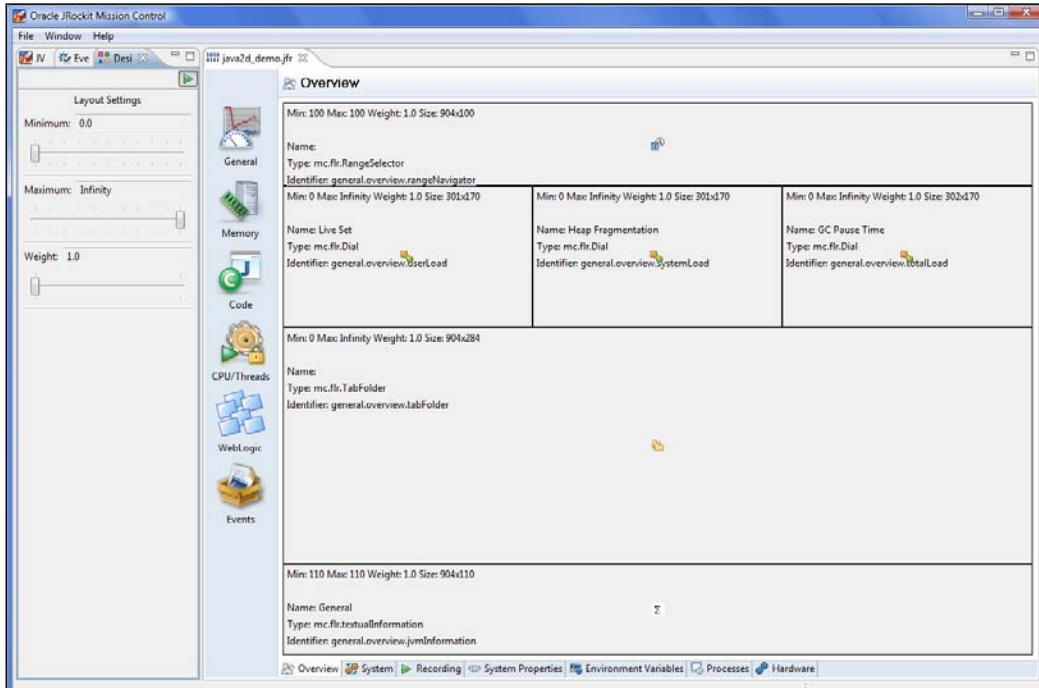 Oracle JRockit Mission Control
File Window Help
JV Eve Desi
java2d_demo.jfr
Layout Settings
Minimum: 0.0
Maximum: Infinity
Weight: 1.0
General
Memory
Code
CPU/Threads
WebLogic
Events
Overview
Min: 100 Max: 100 Weight: 1.0 Size: 904x100
Name:
Type: mc.flr.RangeSelector
Identifier: general.overview.rangeNavigator
Min: 0 Max: Infinity Weight: 1.0 Size: 301x170
Name: Live Set
Type: mc.flr.Dial
Identifier: general.overview.userLoad
Min: 0 Max: Infinity Weight: 1.0 Size: 301x170
Name: Heap Fragmentation
Type: mc.flr.Dial
Identifier: general.overview.systemLoad
Min: 0 Max: Infinity Weight: 1.0 Size: 302x170
Name: GC Pause Time
Type: mc.flr.Dial
Identifier: general.overview.totalLoad
Min: 0 Max: Infinity Weight: 1.0 Size: 904x284
Name:
Type: mc.flr.TabFolder
Identifier: general.overview.tabFolder
Min: 110 Max: 110 Weight: 1.0 Size: 904x110
Name: General
Type: mc.flr.textualInformation
Identifier: general.overview.jvmInformation
Σ
Overview System Recording System Properties Environment Variables Processes Hardware